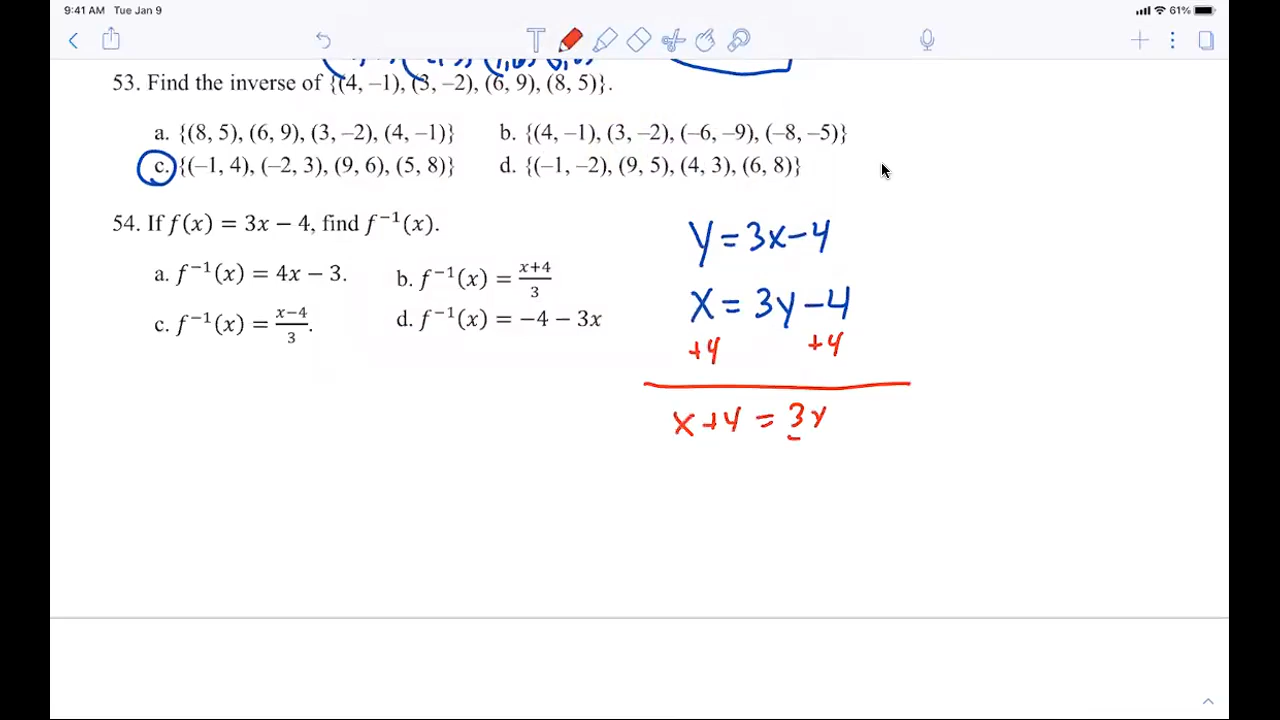 9:41 AM Tue Jan 9
61%
53. Find the inverse of {(4, –1), (3, –2), (6, 9), (8, 5)}.
a. {(8, 5), (6, 9), (3, –2), (4, –1)} b. {(4, –1), (3, –2), (–6, –9), (–8, –5)}
c. {(–1, 4), (–2, 3), (9, 6), (5, 8)} d. {(–1, –2), (9, 5), (4, 3), (6, 8)}
54. If f(x) = 3x − 4, find f⁻¹(x).
a. f⁻¹(x) = 4x − 3. b. f⁻¹(x) = (x+4)/3
c. f⁻¹(x) = (x−4)/3. d. f⁻¹(x) = −4 − 3x
y = 3x − 4
x = 3y − 4
+4 +4
x + 4 = 3y